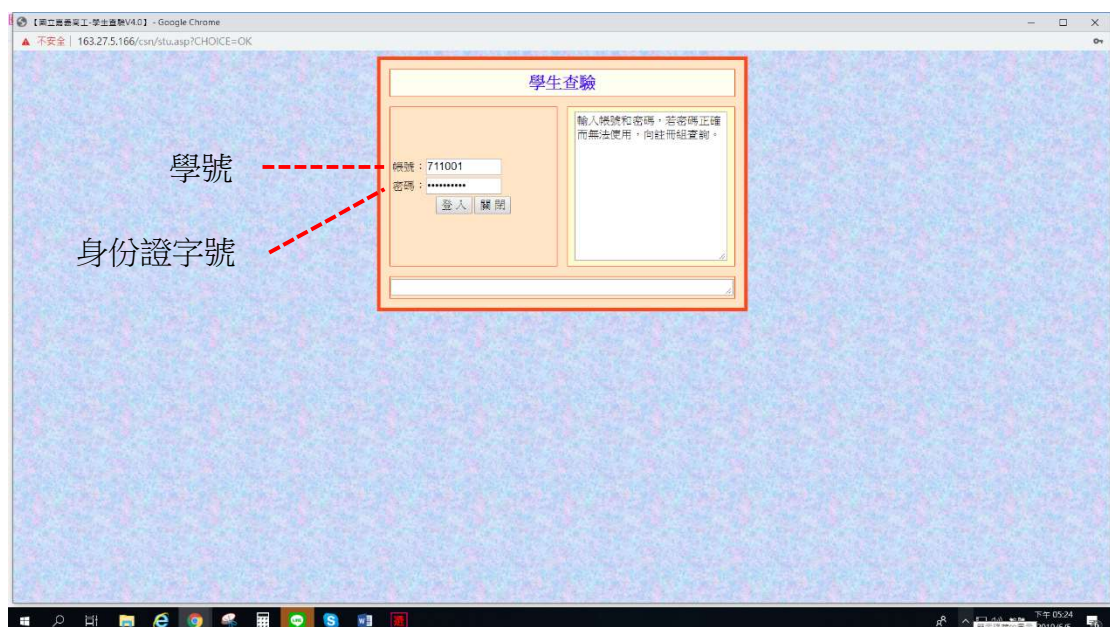 【國立嘉義高工-學生查驗V4.0】 - Google Chrome
不安全 | 163.27.5.166/csn/stu.asp?CHOICE=OK
學生查驗
輸入帳號和密碼，若密碼正確
而無法使用，向註冊組查詢。
學號
帳號：711001
密碼：••••••••••
登入 關閉
身份證字號
下午 05:24
2019/6/5